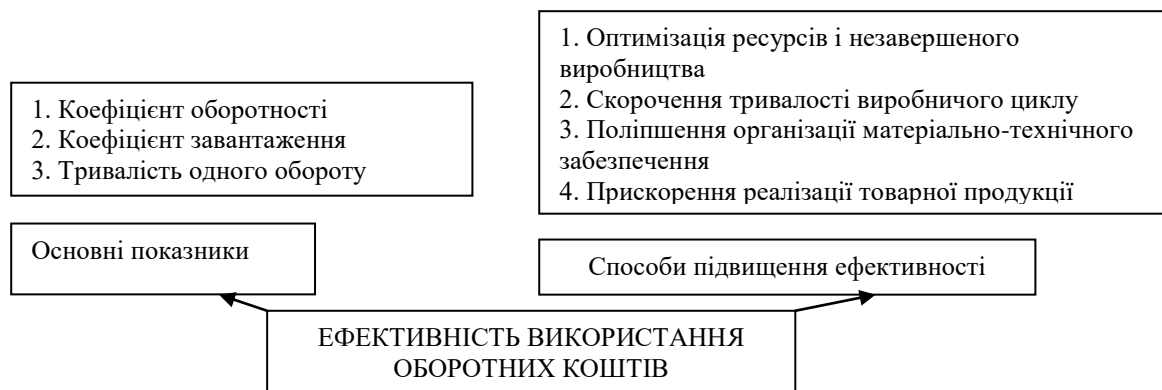 1. Коефіцієнт оборотності
2. Коефіцієнт завантаження
3. Тривалість одного обороту
1. Оптимізація ресурсів і незавершеного
виробництва
2. Скорочення тривалості виробничого циклу
3. Поліпшення організації матеріально-технічного
забезпечення
4. Прискорення реалізації товарної продукції
Основні показники
Способи підвищення ефективності
ЕФЕКТИВНІСТЬ ВИКОРИСТАННЯ
ОБОРОТНИХ КОШТІВ